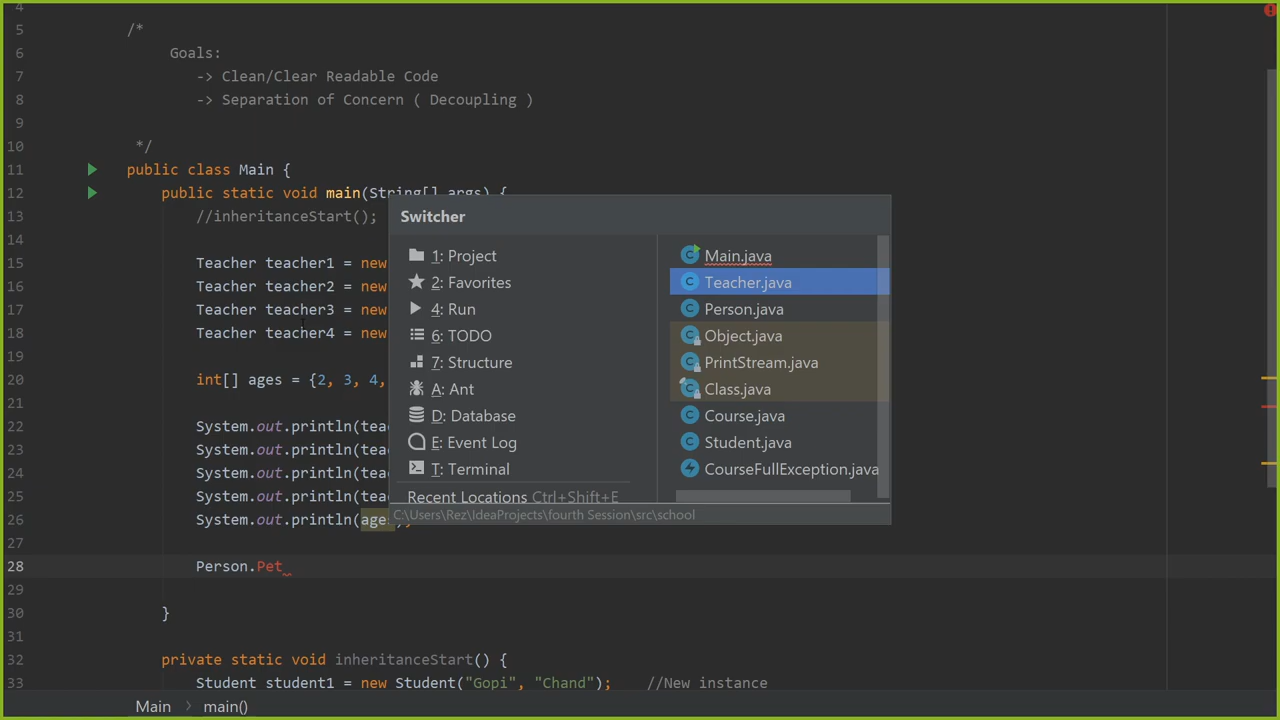 4
5 /*
6 Goals:
7 -> Clean/Clear Readable Code
8 -> Separation of Concern ( Decoupling )
9
10 */
11 public class Main {
12 public static void main(String[] args) {
13 //inheritanceStart();
14
15 Teacher teacher1 = new
16 Teacher teacher2 = new
17 Teacher teacher3 = new
18 Teacher teacher4 = new
19
20 int[] ages = {2, 3, 4,
21
22 System.out.println(tea
23 System.out.println(tea
24 System.out.println(tea
25 System.out.println(tea
26 System.out.println(ages);
27
28 Person.Pet
29
30 }
31
32 private static void inheritanceStart() {
33 Student student1 = new Student("Gopi", "Chand"); //New instance
Main > main()
Switcher
1: Project
2: Favorites
4: Run
6: TODO
7: Structure
A: Ant
D: Database
E: Event Log
T: Terminal
Recent Locations Ctrl+Shift+E
Main.java
Teacher.java
Person.java
Object.java
PrintStream.java
Class.java
Course.java
Student.java
CourseFullException.java
C:\Users\Rez\IdeaProjects\fourth Session\src\school